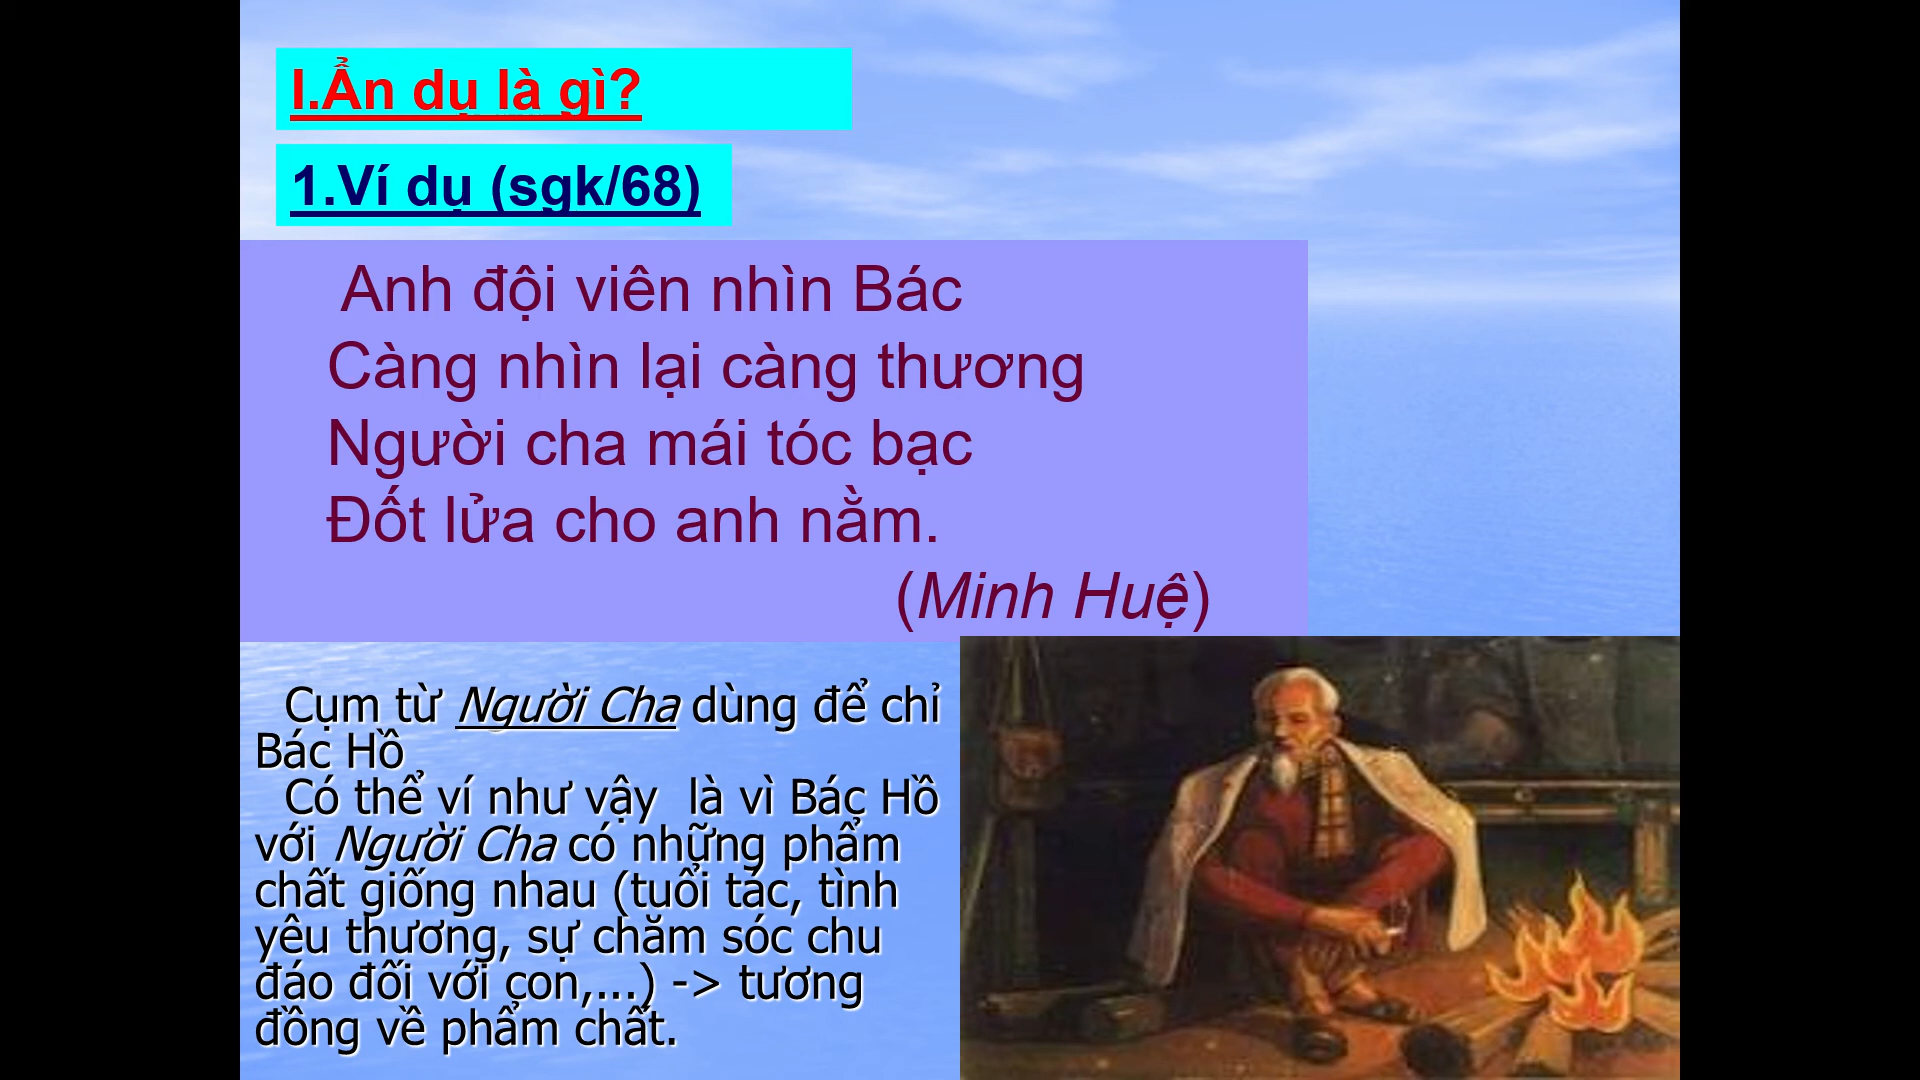 I.Ẩn dụ là gì?
1.Ví dụ (sgk/68)
Anh đội viên nhìn Bác
Càng nhìn lại càng thương
Người cha mái tóc bạc
Đốt lửa cho anh nằm.
(Minh Huệ)
Cụm từ Người Cha dùng để chỉ
Bác Hồ
Có thể ví như vậy là vì Bác Hồ
với Người Cha có những phẩm
chất giống nhau (tuổi tác, tình
yêu thương, sự chăm sóc chu
đáo đối với con,...) -> tương
đồng về phẩm chất.